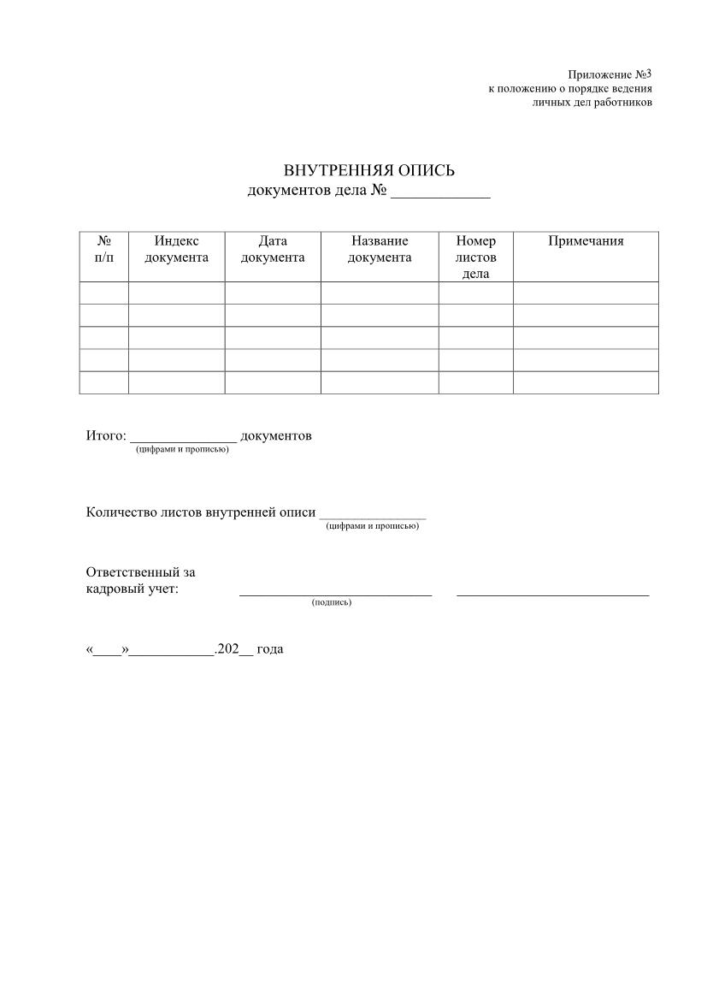 Приложение №3
к положению о порядке ведения
личных дел работников
ВНУТРЕННЯЯ ОПИСЬ
документов дела № ____________
№ п/п Индекс документа Дата документа Название документа Номер листов дела Примечания
Итого: _______________ документов
(цифрами и прописью)
Количество листов внутренней описи _______________
(цифрами и прописью)
Ответственный за
кадровый учет: ___________________________ ___________________________
(подпись)
«____»____________.202__ года